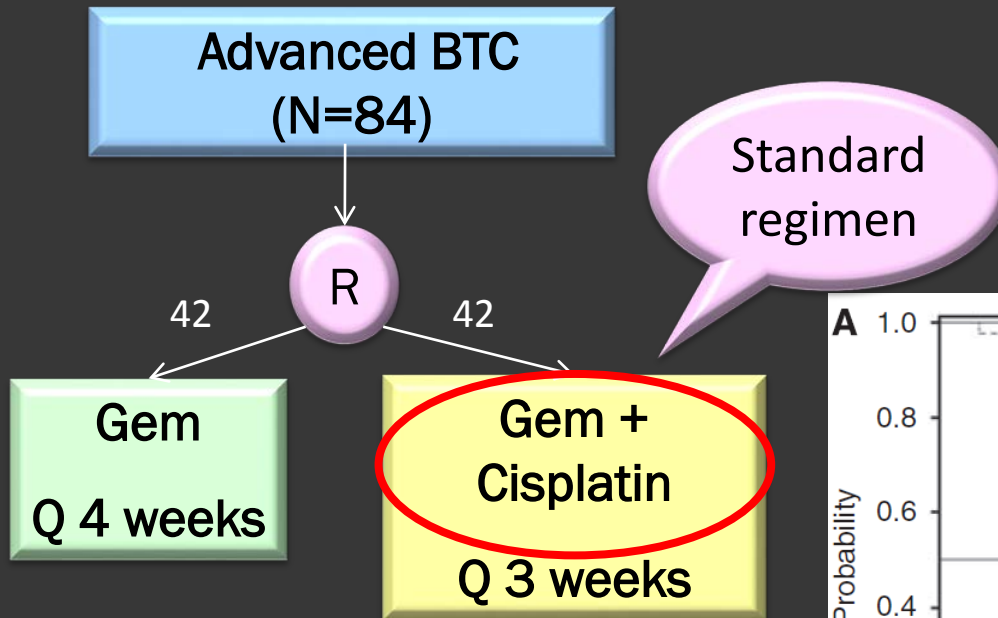 Advanced BTC
(N=84)
Standard
regimen
R
42
42
Gem
Q 4 weeks
Gem +
Cisplatin
Q 3 weeks
A
1.0
0.8
0.6
0.4
Probability